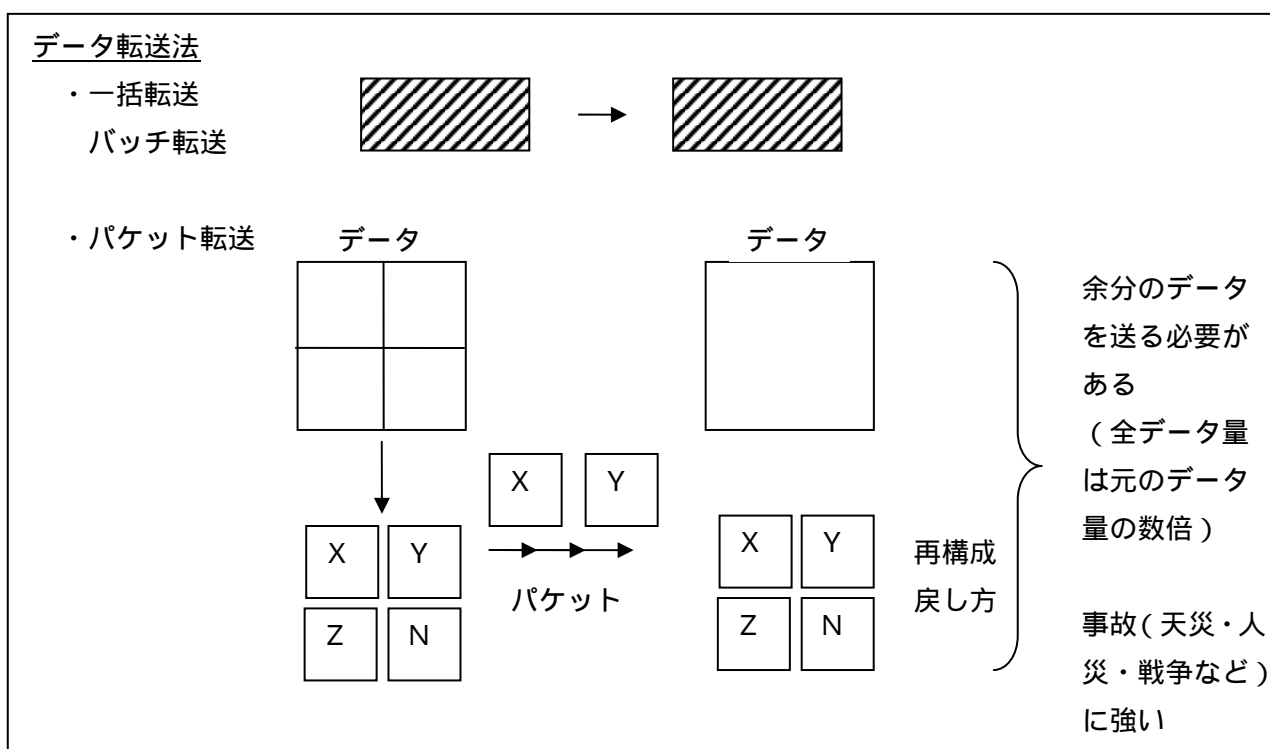 データ転送法
・一括転送
バッチ転送
・パケット転送
データ
データ
X Y
X Y
Z N
パケット
X Y
Z N
再構成
戻し方
余分のデータ
を送る必要が
ある
(全データ量
は元のデータ
量の数倍)
事故(天災・人
災・戦争など)
に強い